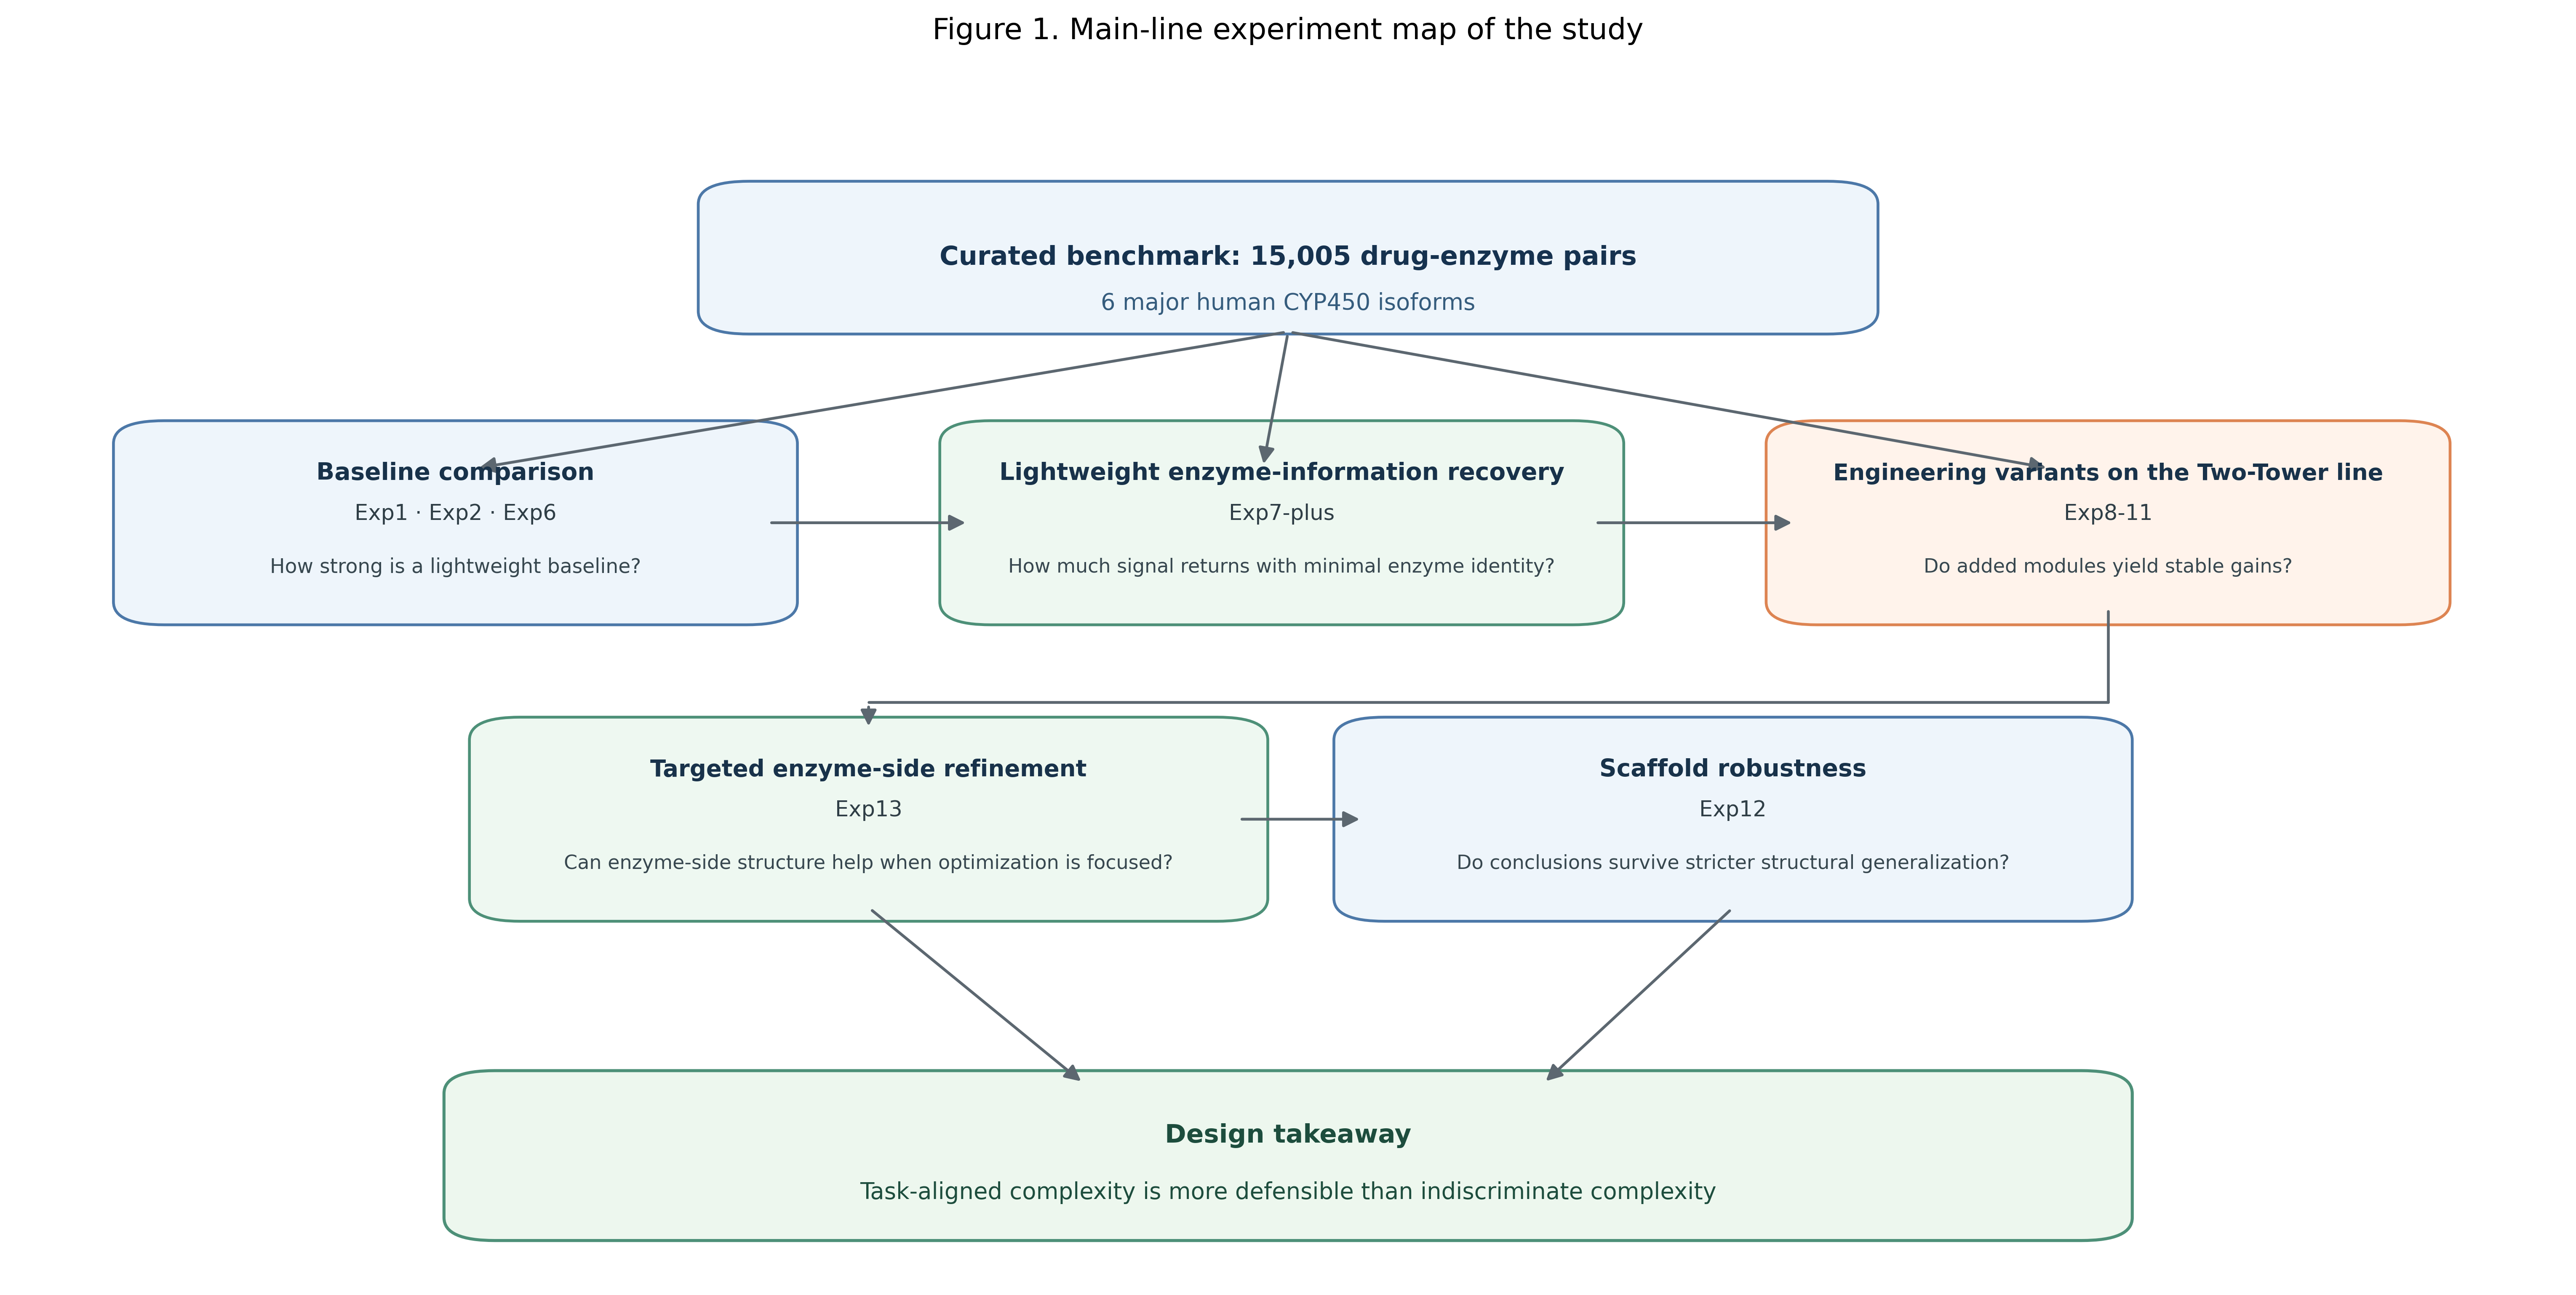 Figure 1. Main-line experiment map of the study
Curated benchmark: 15,005 drug-enzyme pairs
6 major human CYP450 isoforms
Baseline comparison
Exp1 · Exp2 · Exp6
How strong is a lightweight baseline?
Lightweight enzyme-information recovery
Exp7-plus
How much signal returns with minimal enzyme identity?
Engineering variants on the Two-Tower line
Exp8-11
Do added modules yield stable gains?
Targeted enzyme-side refinement
Exp13
Can enzyme-side structure help when optimization is focused?
Scaffold robustness
Exp12
Do conclusions survive stricter structural generalization?
Design takeaway
Task-aligned complexity is more defensible than indiscriminate complexity